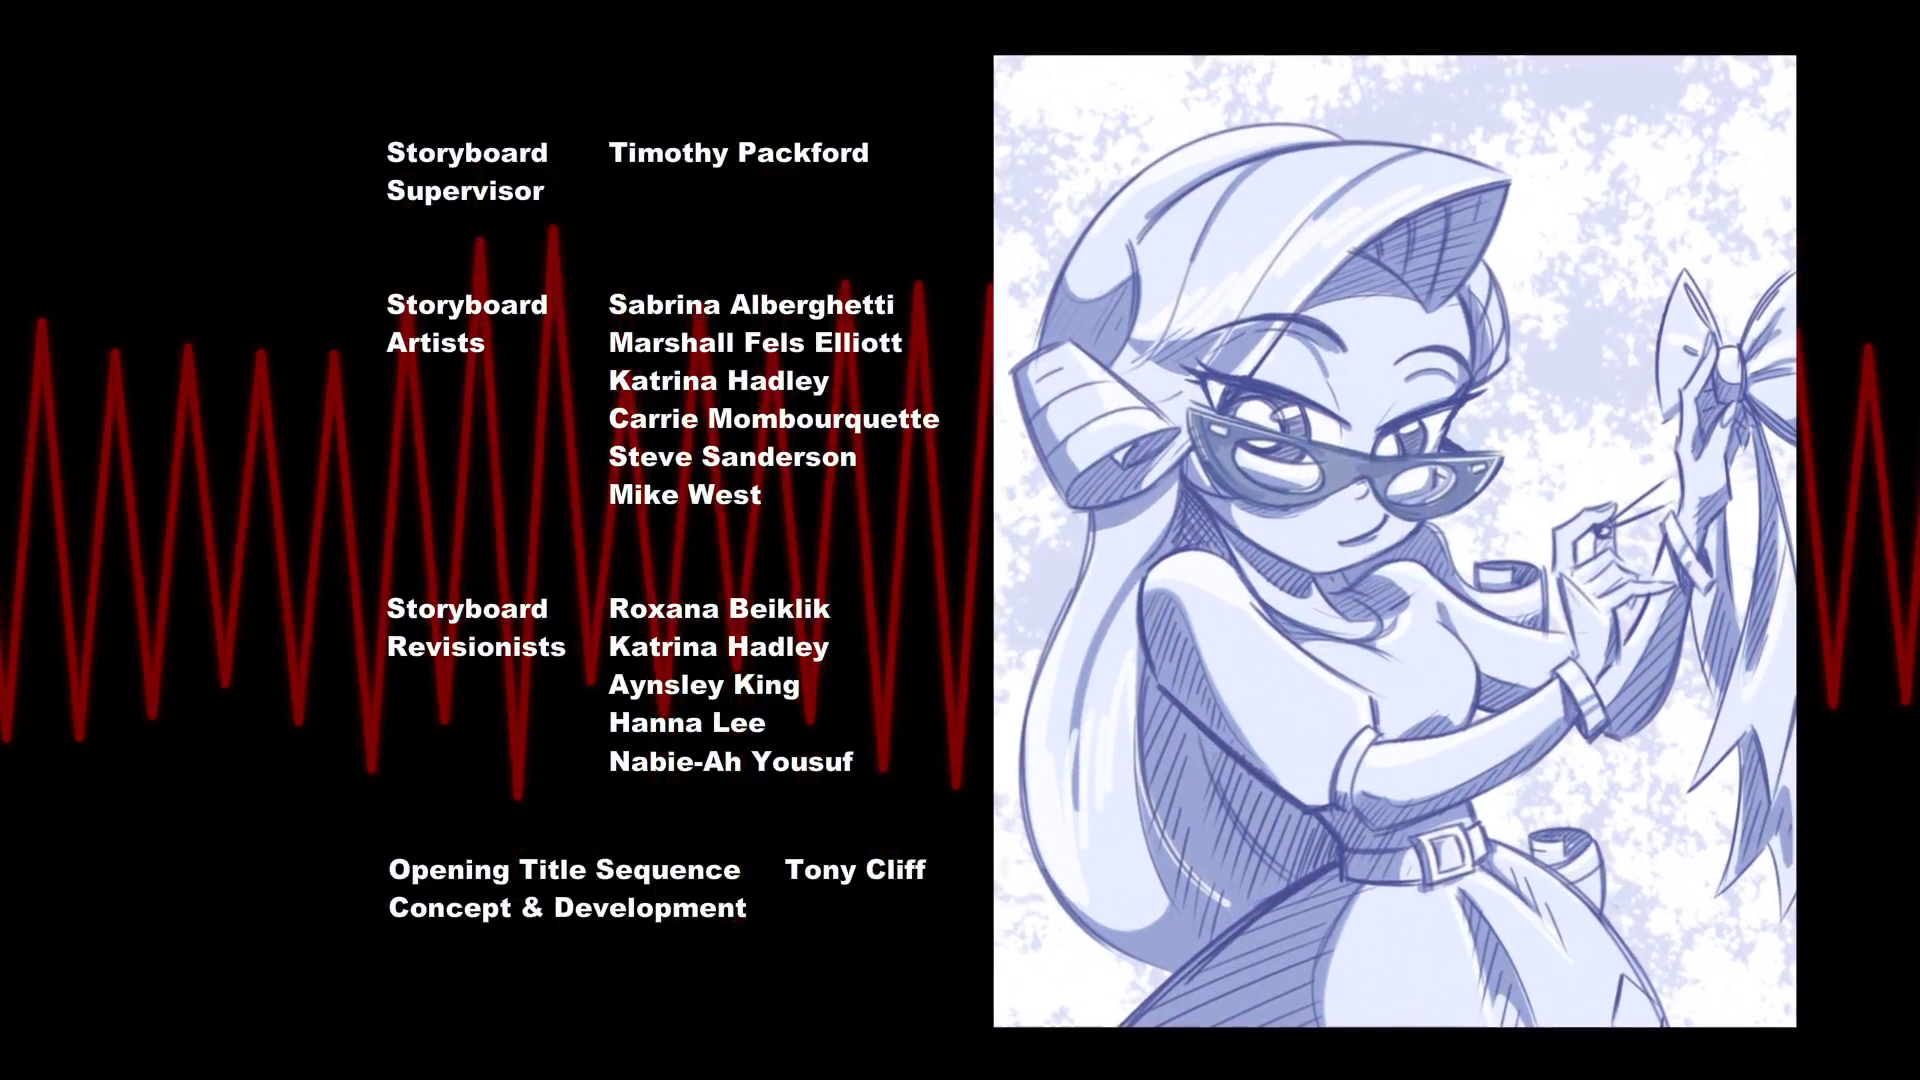 Storyboard Timothy Packford
Supervisor
Storyboard Sabrina Alberghetti
Artists Marshall Fels Elliott
Katrina Hadley
Carrie Mombourquette
Steve Sanderson
Mike West
Storyboard Roxana Beiklik
Revisionists Katrina Hadley
Aynsley King
Hanna Lee
Nabie-Ah Yousuf
Opening Title Sequence Tony Cliff
Concept & Development